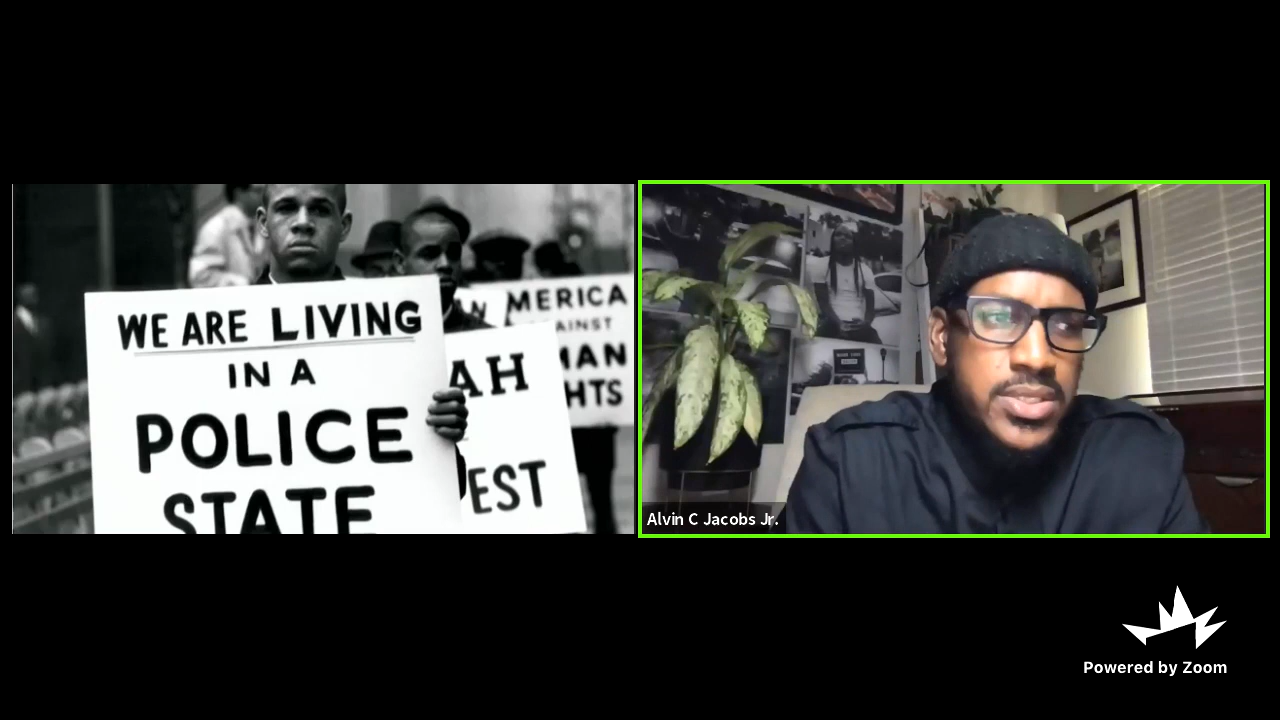 WE ARE LIVING
IN A
POLICE
STATE
MERICA
AINST
MAN
HTS
AH
EST
Alvin C Jacobs Jr.
Powered by Zoom